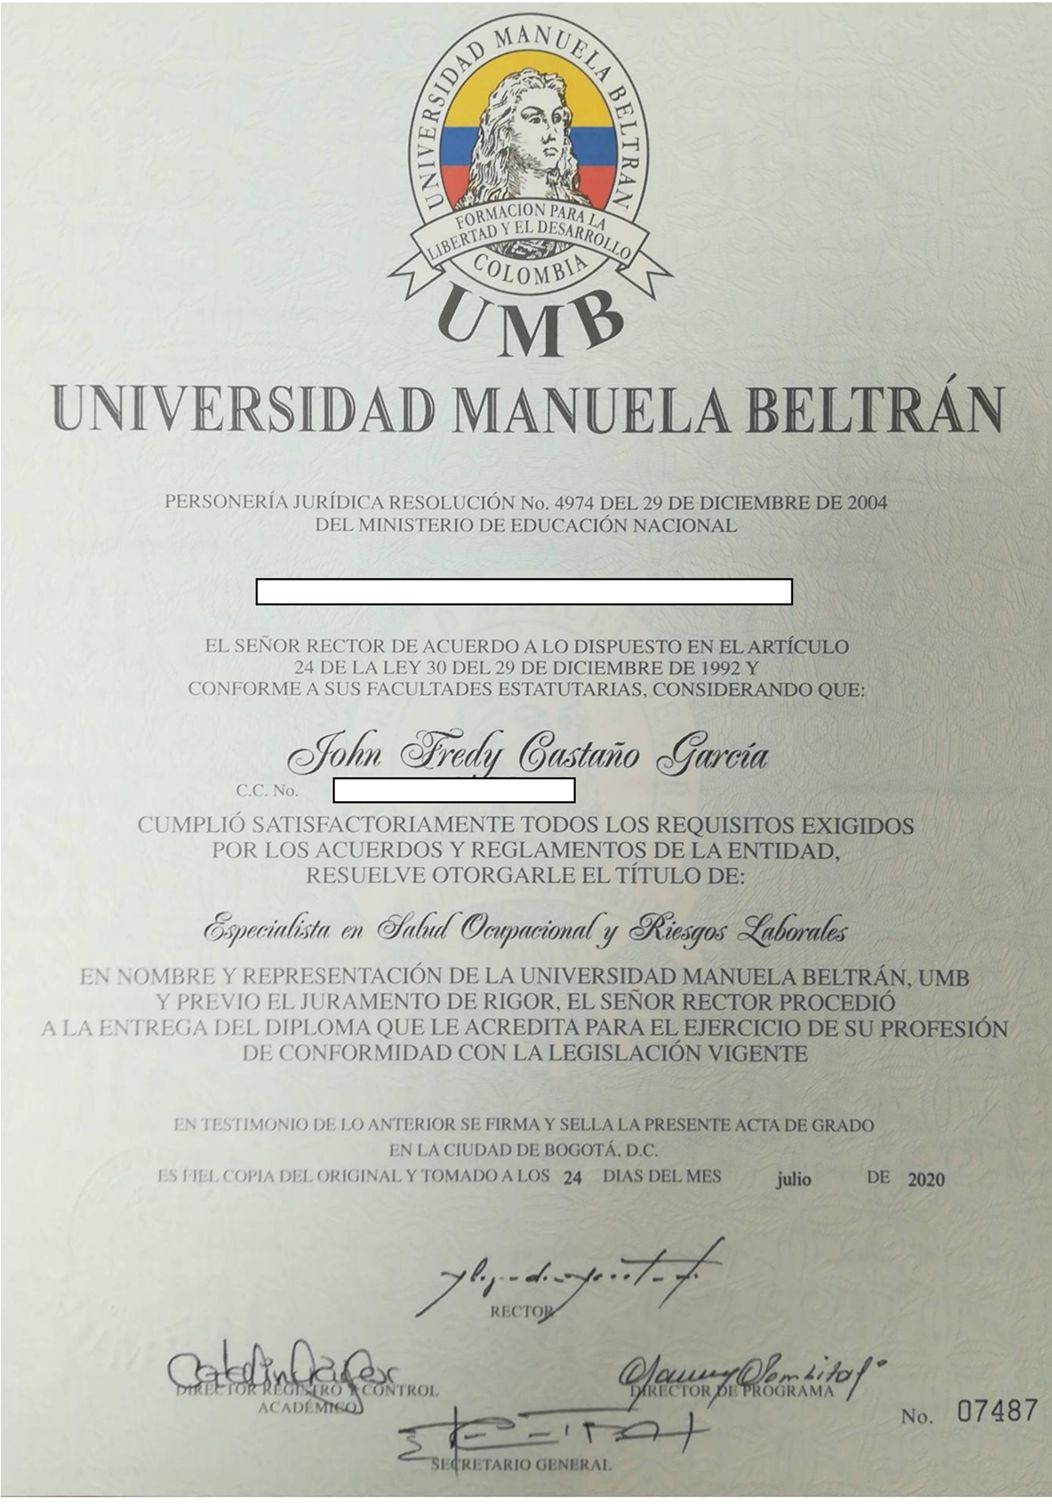 UNIVERSIDAD MANUELA BELTRAN
FORMACION PARA LA
LIBERTAD Y EL DESARROLLO
COLOMBIA
UMB
UNIVERSIDAD MANUELA BELTRÁN
PERSONERÍA JURÍDICA RESOLUCIÓN No. 4974 DEL 29 DE DICIEMBRE DE 2004
DEL MINISTERIO DE EDUCACIÓN NACIONAL
EL SEÑOR RECTOR DE ACUERDO A LO DISPUESTO EN EL ARTÍCULO
24 DE LA LEY 30 DEL 29 DE DICIEMBRE DE 1992 Y
CONFORME A SUS FACULTADES ESTATUTARIAS, CONSIDERANDO QUE:
John Fredy Castaño García
C.C. No.
CUMPLIÓ SATISFACTORIAMENTE TODOS LOS REQUISITOS EXIGIDOS
POR LOS ACUERDOS Y REGLAMENTOS DE LA ENTIDAD,
RESUELVE OTORGARLE EL TÍTULO DE:
Especialista en Salud Ocupacional y Riesgos Laborales
EN NOMBRE Y REPRESENTACIÓN DE LA UNIVERSIDAD MANUELA BELTRÁN, UMB
Y PREVIO EL JURAMENTO DE RIGOR, EL SEÑOR RECTOR PROCEDIÓ
A LA ENTREGA DEL DIPLOMA QUE LE ACREDITA PARA EL EJERCICIO DE SU PROFESIÓN
DE CONFORMIDAD CON LA LEGISLACIÓN VIGENTE
EN TESTIMONIO DE LO ANTERIOR SE FIRMA Y SELLA LA PRESENTE ACTA DE GRADO
EN LA CIUDAD DE BOGOTÁ, D.C.
ES FIEL COPIA DEL ORIGINAL Y TOMADO A LOS 24 DIAS DEL MES julio DE 2020
RECTOR
DIRECTOR REGISTRO Y CONTROL
ACADÉMICO
DIRECTOR DE PROGRAMA
No. 07487
SECRETARIO GENERAL